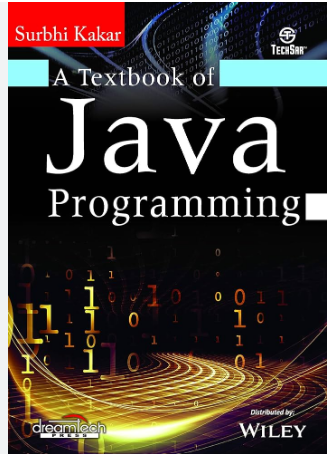 Surbhi Kakar
TECHSAR
A Textbook of
Java
Programming
dreamtech
PRESS
Distributed by:
WILEY